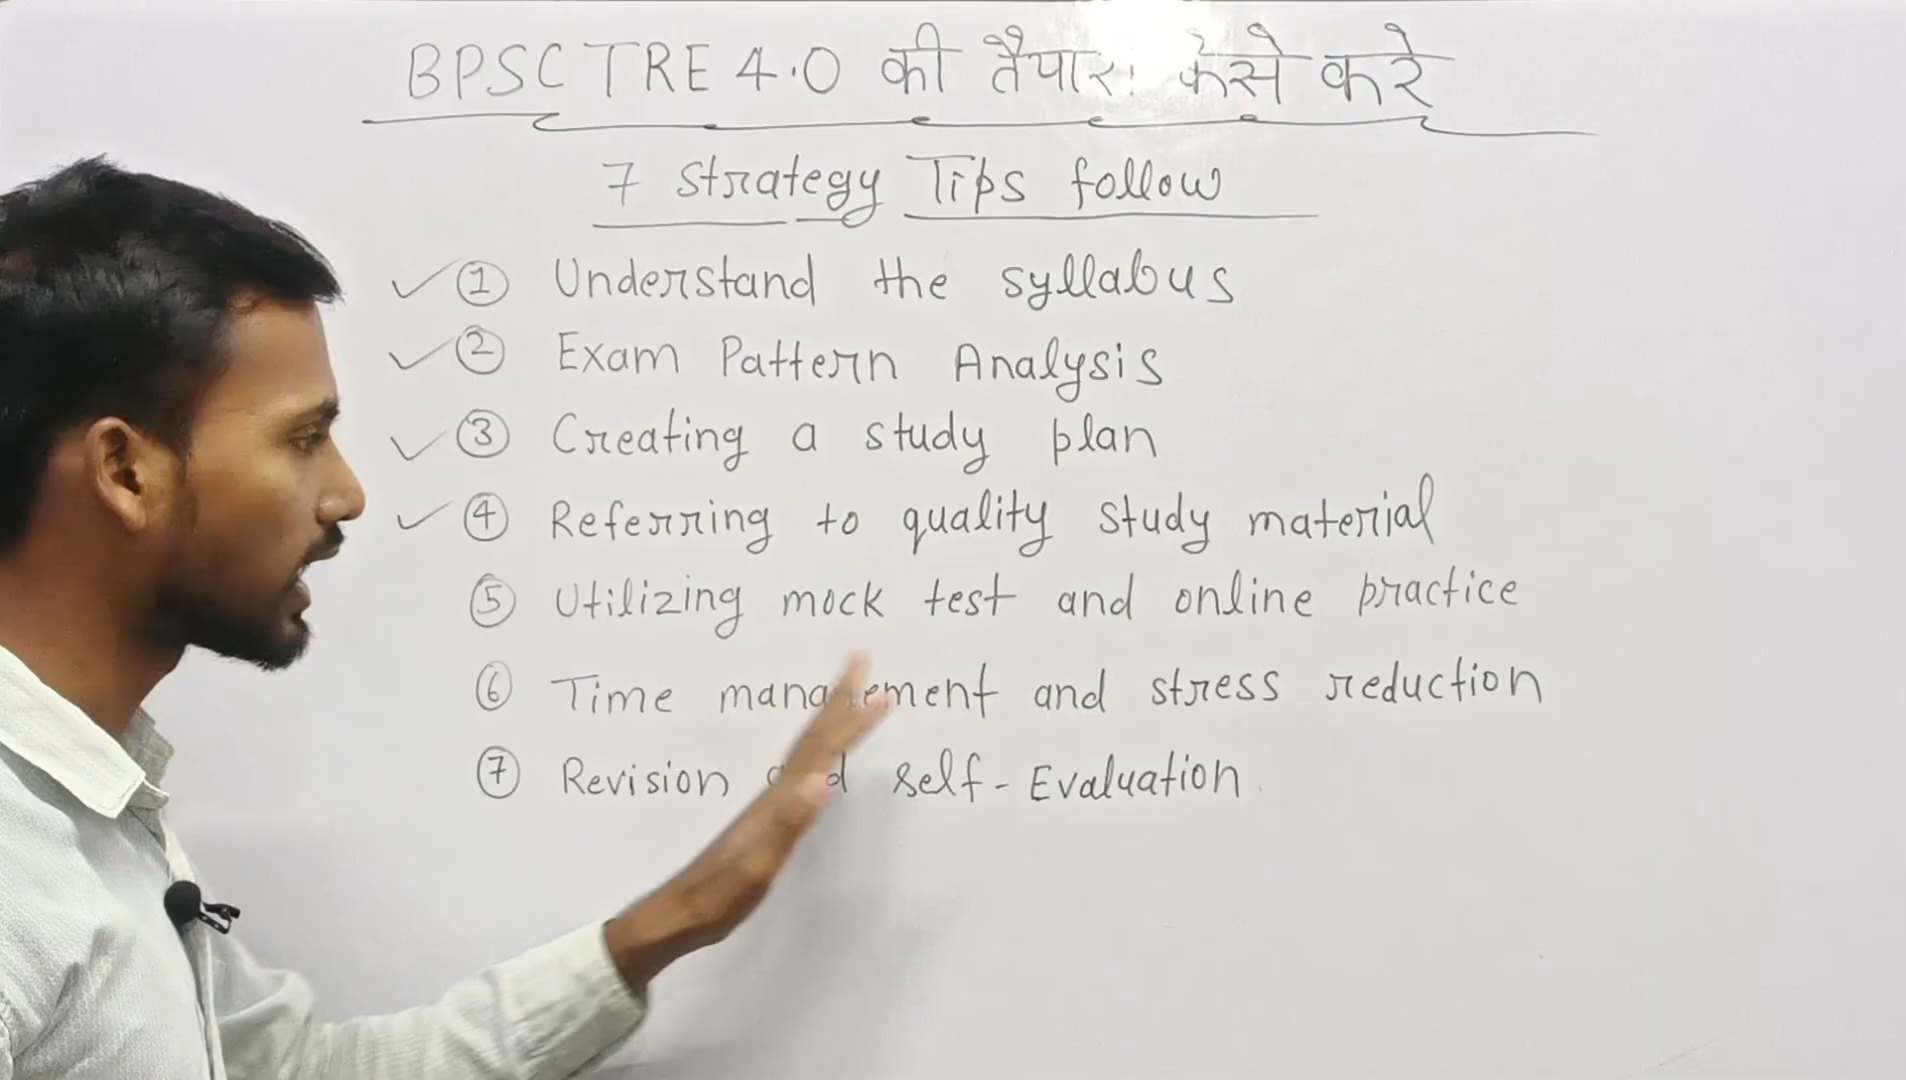 BPSC TRE 4.0 की तैयारी कैसे करे
7 Strategy Tips follow
✓ ① Understand the syllabus
✓ ② Exam Pattern Analysis
✓ ③ Creating a study plan
✓ ④ Referring to quality study material
⑤ Utilizing mock test and online practice
⑥ Time management and stress reduction
⑦ Revision and self-Evaluation